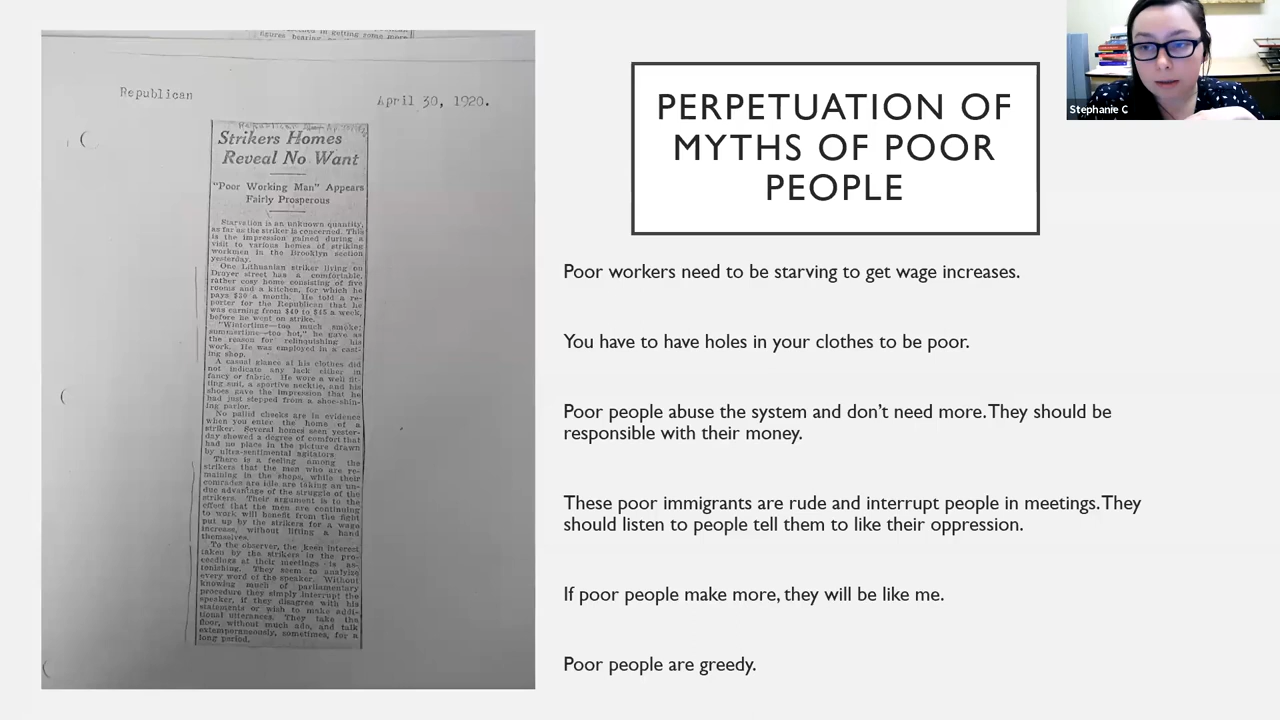 figures bearing
in getting some more
Republican
April 30, 1920.
Strikers Homes
Reveal No Want
"Poor Working Man" Appears
Fairly Prosperous
Starvation is an unknown quantity,
as far as the striker is concerned. This
is the impression gained during a
visit to various homes of striking
workmen in the Brooklyn section
yesterday.
One Lithuanian striker living on
Draper street has a comfortable,
rather cosy home consisting of five
rooms and a kitchen, for which he
pays $30 a month. He told a re-
porter for the Republican that he
was earning from $40 to $45 a week,
before he went on strike.
"Wintertime—too much smoke;
summertime—too hot," he gave as
the reason for relinquishing his
work. He was employed in a cast-
ing shop.
A casual glance at his clothes did
not indicate any lack either in
fancy or fabric. He wore a well fit-
ting suit, a sportive necktie, and his
shoes gave the impression that he
had just stepped from a shoe-shin-
ing parlor.
No pallid cheeks are in evidence
when you enter the home of a
striker. Several homes seen yester-
day showed a degree of comfort that
had no place in the picture drawn
by ultra-sentimental agitators
There is a feeling among the
strikers that the men who are re-
maining in the shops, while their
comrades are idle are taking an un-
due advantage of the struggle of the
strikers. Their argument is to the
effect that the men are continuing
to work will benefit from the fight
put up by the strikers for a wage
increase, without lifting a hand
themselves.
To the observer, the keen interest
taken by the strikers in the pro-
ceedings at their meetings is as-
tonishing. They seem to analyize
every word of the speaker. Without
knowing much of parliamentary
procedure they simply interrupt the
speaker, if they disagree with his
statements or wish to make addi-
tional utterances. They take the
floor, without much ado, and talk
extemporaneously, sometimes, for a
long period.
PERPETUATION OF
MYTHS OF POOR
PEOPLE
Poor workers need to be starving to get wage increases.
You have to have holes in your clothes to be poor.
Poor people abuse the system and don't need more. They should be
responsible with their money.
These poor immigrants are rude and interrupt people in meetings. They
should listen to people tell them to like their oppression.
If poor people make more, they will be like me.
Poor people are greedy.
Stephanie C